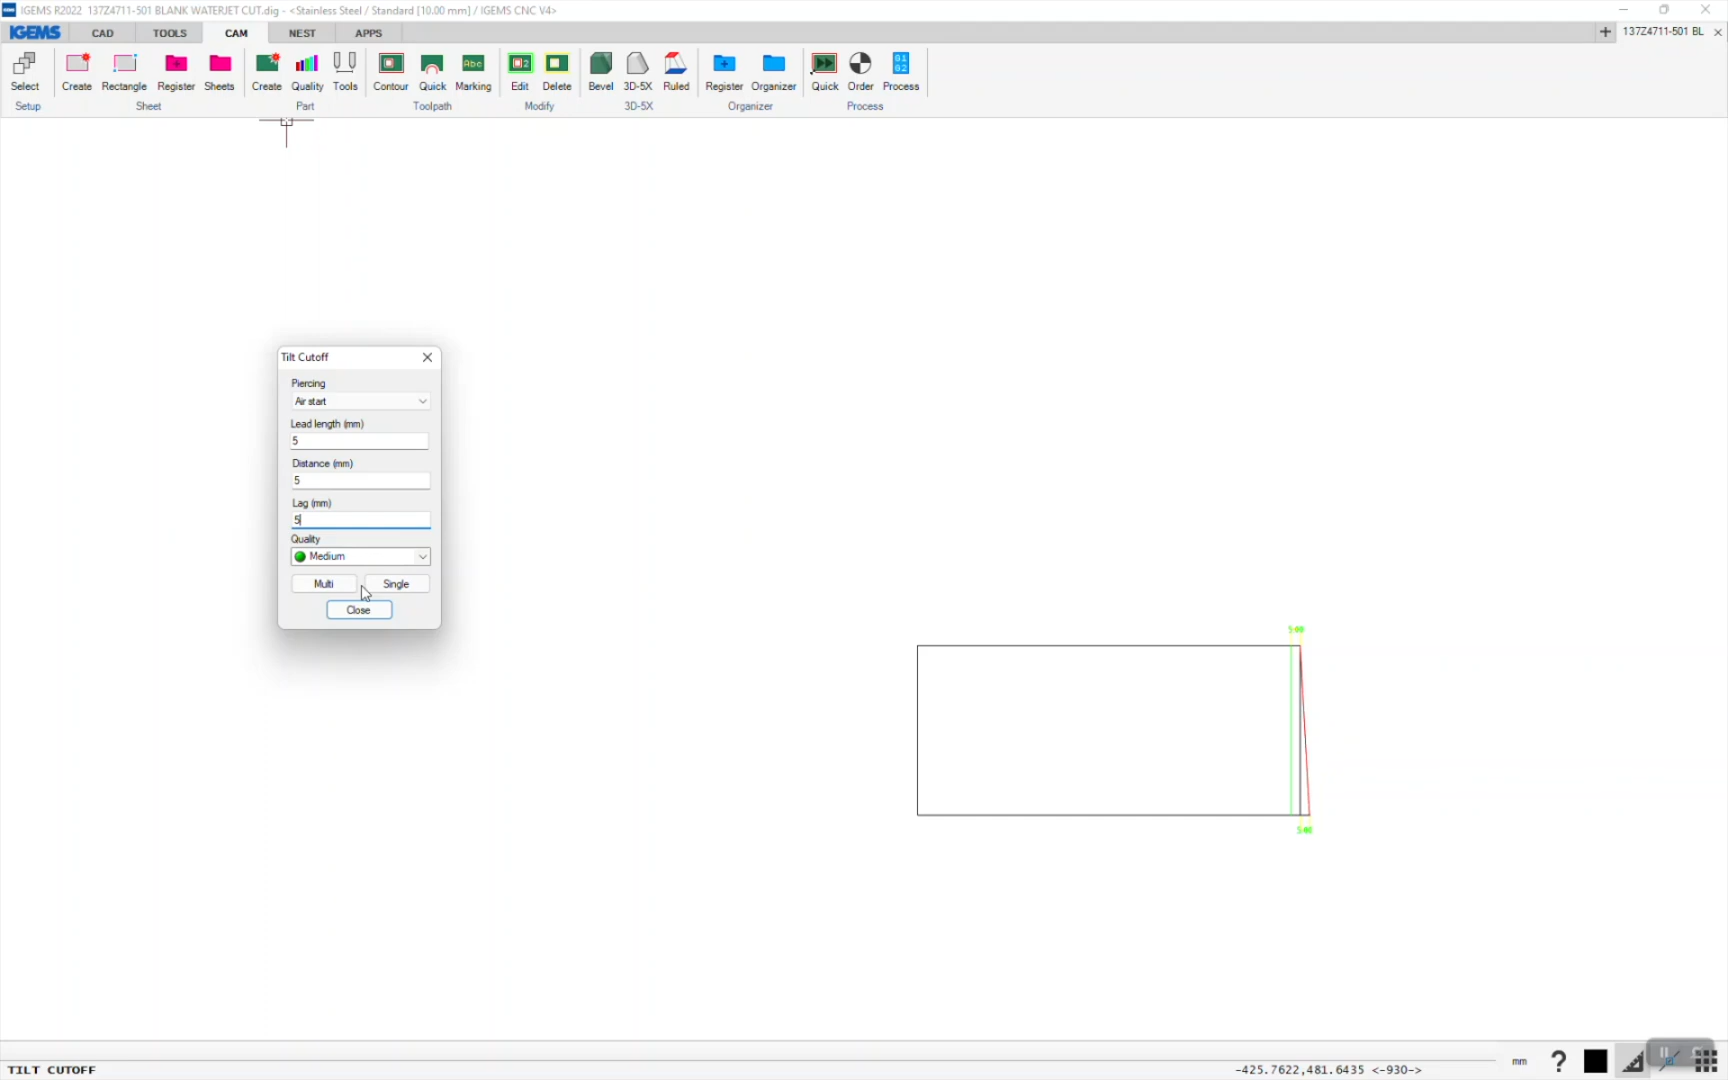 IGEMS R2022 137Z4711-501 BLANK WATERJET CUT.dig - <Stainless Steel / Standard [10.00 mm] / IGEMS CNC V4>
IGEMS CAD TOOLS CAM NEST APPS 137Z4711-501 BL
Select Create Rectangle Register Sheets Create Quality Tools Contour Quick Marking Edit Delete Bevel 3D-5X Ruled Register Organizer Quick Order Process
Setup Sheet Part Toolpath Modify 3D-5X Organizer Process
Tilt Cutoff
Piercing
Air start
Lead length (mm)
5
Distance (mm)
5
Lag (mm)
5
Quality
Medium
Multi Single
Close
TILT CUTOFF
-425.7622,481.6435 <-930->
mm